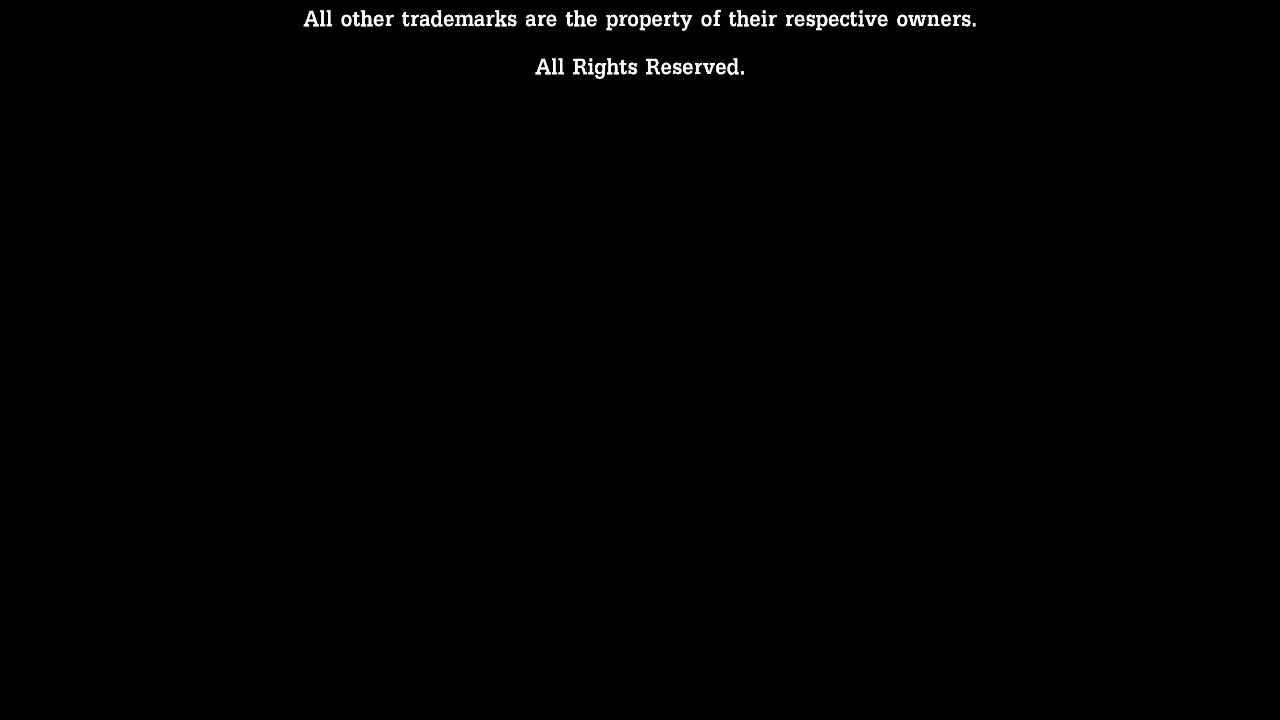 All other trademarks are the property of their respective owners.
All Rights Reserved.